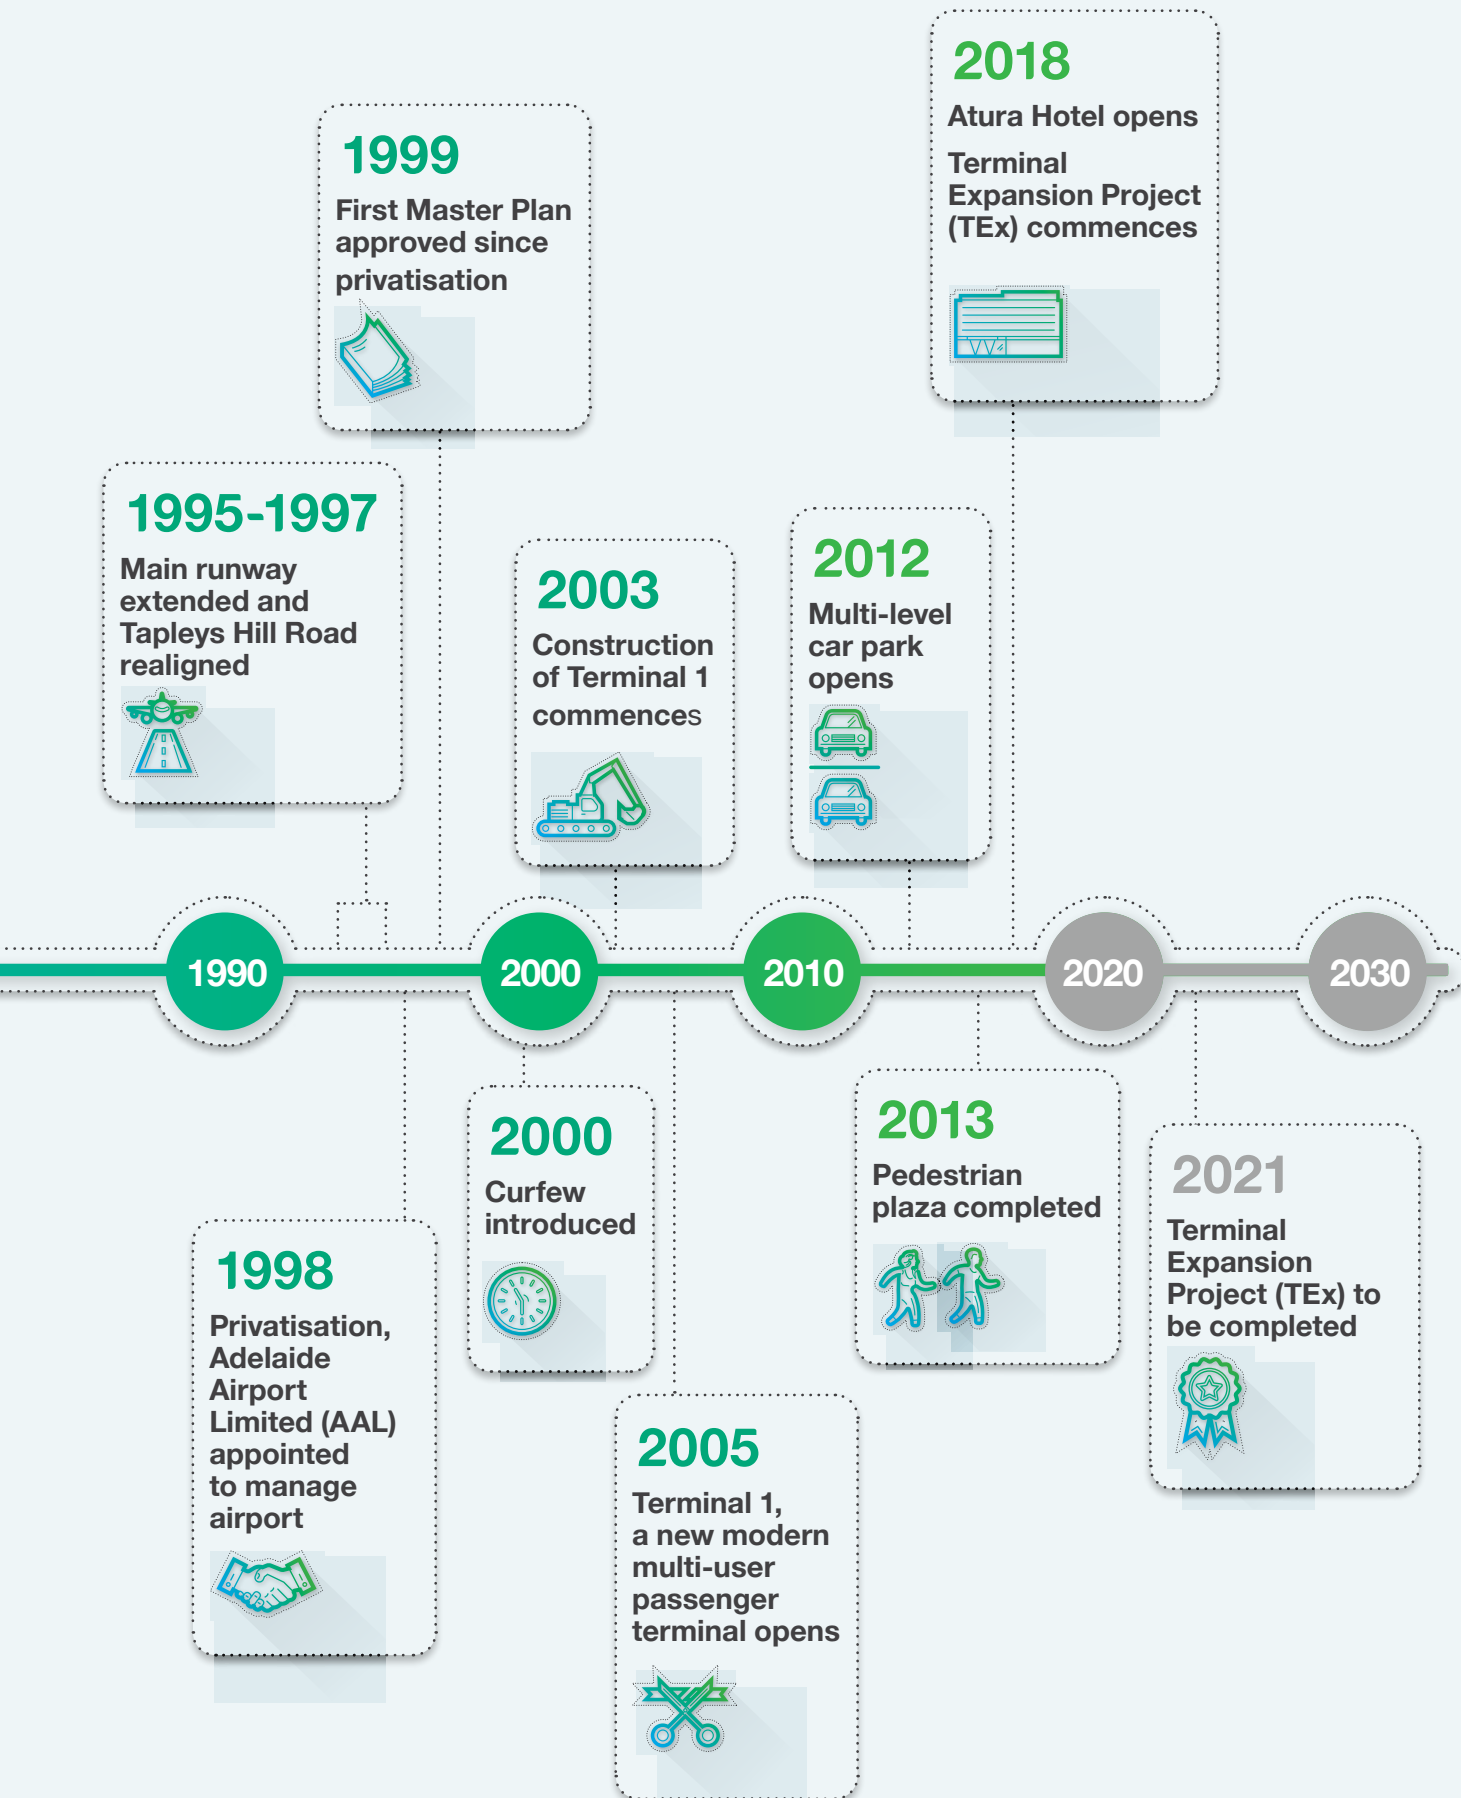 2018
Atura Hotel opens
Terminal
Expansion Project
(TEx) commences
1999
First Master Plan
approved since
privatisation
1995-1997
Main runway
extended and
Tapleys Hill Road
realigned
2003
Construction
of Terminal 1
commences
2012
Multi-level
car park
opens
1990
2000
2010
2020
2030
1998
Privatisation,
Adelaide
Airport
Limited (AAL)
appointed
to manage
airport
2000
Curfew
introduced
2005
Terminal 1,
a new modern
multi-user
passenger
terminal opens
2013
Pedestrian
plaza completed
2021
Terminal
Expansion
Project (TEx) to
be completed